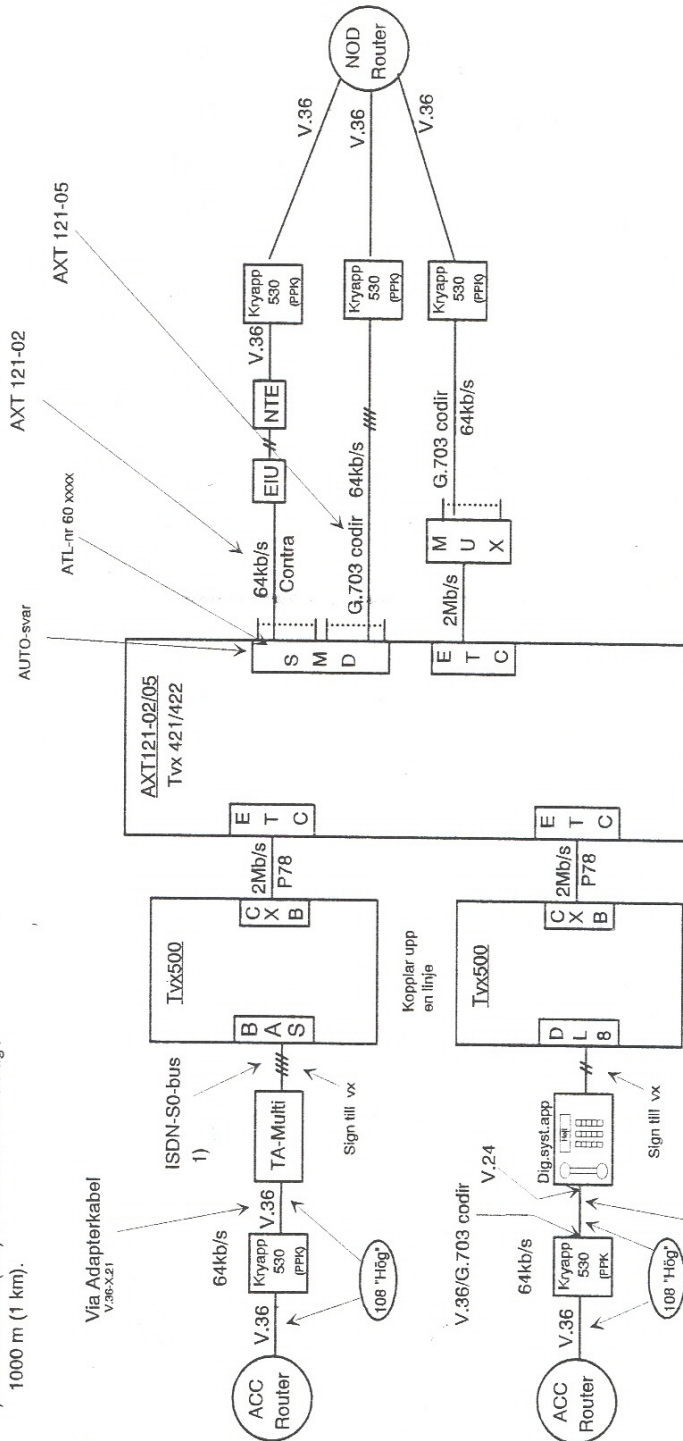 1000 m (1 km).
Via Adapterkabel
V.36-X.21
64kb/s
ISDN-S0-bus
1)
ACC
Router
V.36
Kryapp
530
(PPK)
V.36
TA-Multi
108 "Hög"
Sign till vx
B
A
S
Tvx500
C
X
B
2Mb/s
P78
E
T
C
Kopplar upp
en linje
V.36/G.703 codir
64kb/s
V.24
ACC
Router
V.36
Kryapp
530
(PPK
Dig.syst.app
108 "Hög"
Sign till vx
D
L
8
Tvx500
C
X
B
2Mb/s
P78
E
T
C
AXT121-02/05
Tvx 421/422
AUTO-svar
ATL-nr 60 xxxx
AXT 121-02
AXT 121-05
S
M
D
64kb/s
Contra
EIU
NTE
V.36
Kryapp
530
(PPK)
V.36
G.703 codir
64kb/s
Kryapp
530
(PPK)
V.36
E
T
C
2Mb/s
M
U
X
G.703 codir
64kb/s
Kryapp
530
(PPK)
V.36
NOD
Router